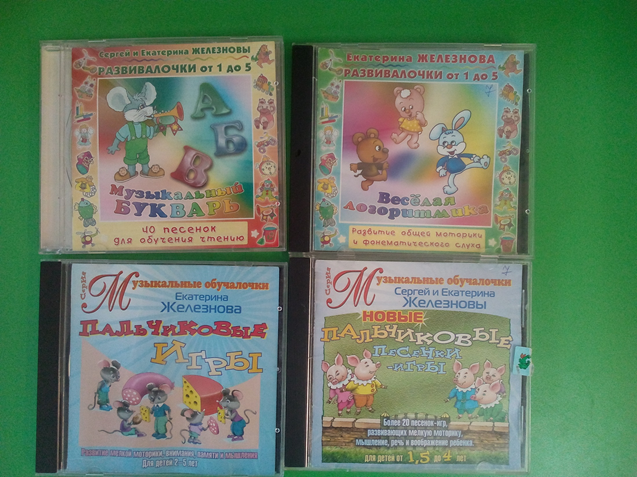 Сергей и Екатерина ЖЕЛЕЗНОВЫ
РАЗВИВАЛОЧКИ от 1 до 5
А
Б
В
Музыкальный
БУКВАРЬ
40 песенок
для обучения чтению
Екатерина ЖЕЛЕЗНОВА
РАЗВИВАЛОЧКИ от 1 до 5
7
Весёлая
логоритмика
Развитие общей моторики
и фонематического слуха
Серия
Музыкальные обучалочки
Екатерина
Железнова
ПАЛЬЧИКОВЫЕ
ИГРЫ
Развитие мелкой моторики, внимания, памяти и мышления
Для детей 2-5 лет
Серия
7
Музыкальные обучалочки
Сергей и Екатерина
Железновы
НОВЫЕ
ПАЛЬЧИКОВЫЕ
ПЕСЕНКИ
-ИГРЫ
Более 20 песенок-игр,
развивающих мелкую моторику,
мышление, речь и воображение ребенка.
для детей от 1,5 до 4 лет